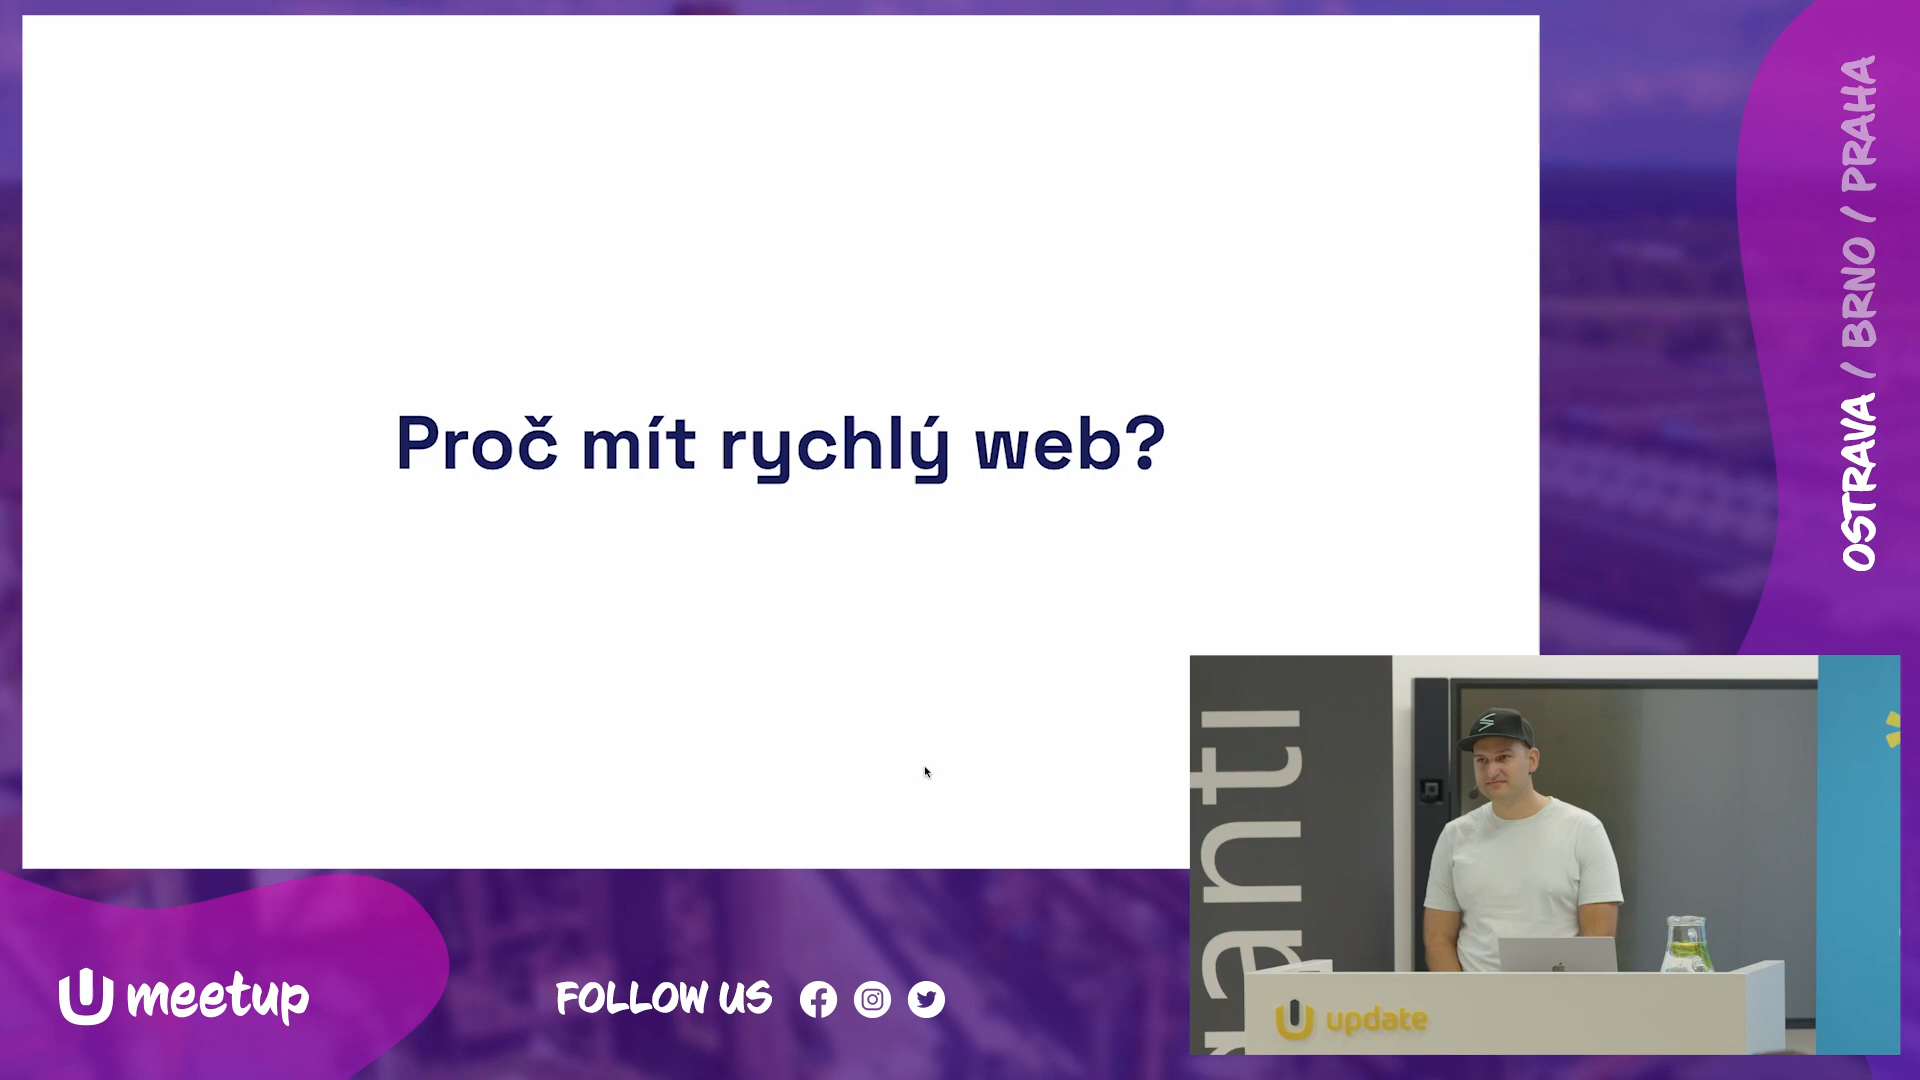 Proč mít rychlý web?
OSTRAVA / BRNO / PRAHA
meetup
FOLLOW US
update